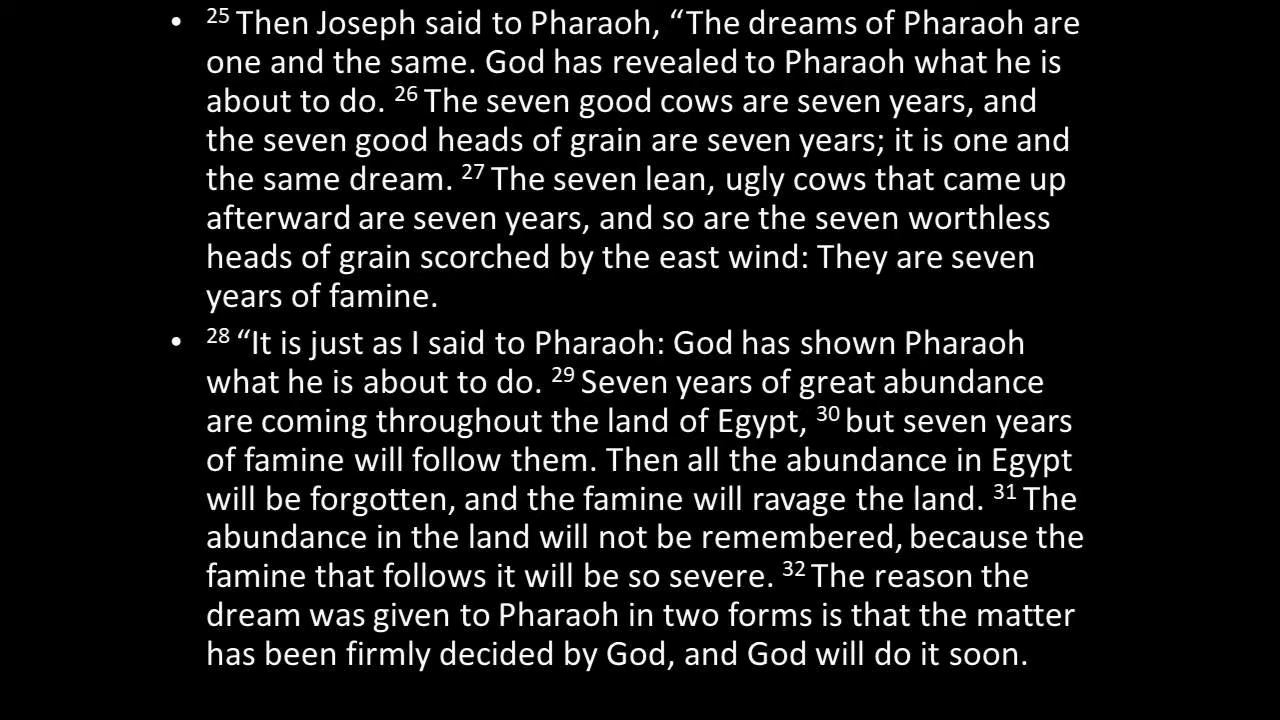 • 25 Then Joseph said to Pharaoh, “The dreams of Pharaoh are
one and the same. God has revealed to Pharaoh what he is
about to do. 26 The seven good cows are seven years, and
the seven good heads of grain are seven years; it is one and
the same dream. 27 The seven lean, ugly cows that came up
afterward are seven years, and so are the seven worthless
heads of grain scorched by the east wind: They are seven
years of famine.
• 28 “It is just as I said to Pharaoh: God has shown Pharaoh
what he is about to do. 29 Seven years of great abundance
are coming throughout the land of Egypt, 30 but seven years
of famine will follow them. Then all the abundance in Egypt
will be forgotten, and the famine will ravage the land. 31 The
abundance in the land will not be remembered, because the
famine that follows it will be so severe. 32 The reason the
dream was given to Pharaoh in two forms is that the matter
has been firmly decided by God, and God will do it soon.